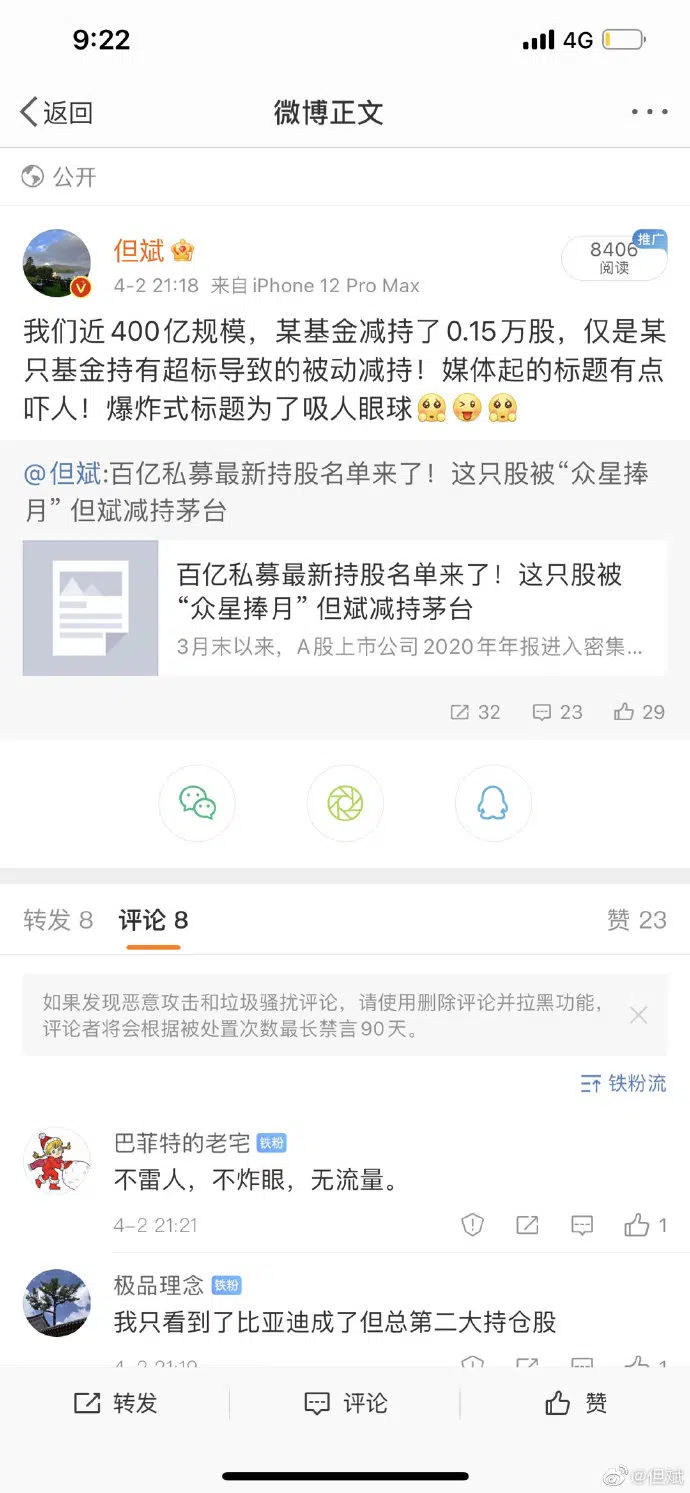 9:22
4G
返回
微博正文
公开
但斌
4-2 21:18 来自 iPhone 12 Pro Max
8406
阅读
推广
我们近400亿规模，某基金减持了0.15万股，仅是某
只基金持有超标导致的被动减持！媒体起的标题有点
吓人！爆炸式标题为了吸人眼球
@但斌:百亿私募最新持股名单来了！这只股被“众星捧
月” 但斌减持茅台
百亿私募最新持股名单来了！这只股被
“众星捧月” 但斌减持茅台
3月末以来，A股上市公司2020年年报进入密集...
32 23 29
转发 8 评论 8 赞 23
如果发现恶意攻击和垃圾骚扰评论，请使用删除评论并拉黑功能，
评论者将会根据被处置次数最长禁言90天。
铁粉流
巴菲特的老宅 铁粉
不雷人，不炸眼，无流量。
4-2 21:21 1
极品理念 铁粉
我只看到了比亚迪成了但总第二大持仓股
4-2 21:19 1
转发 评论 赞
@但斌